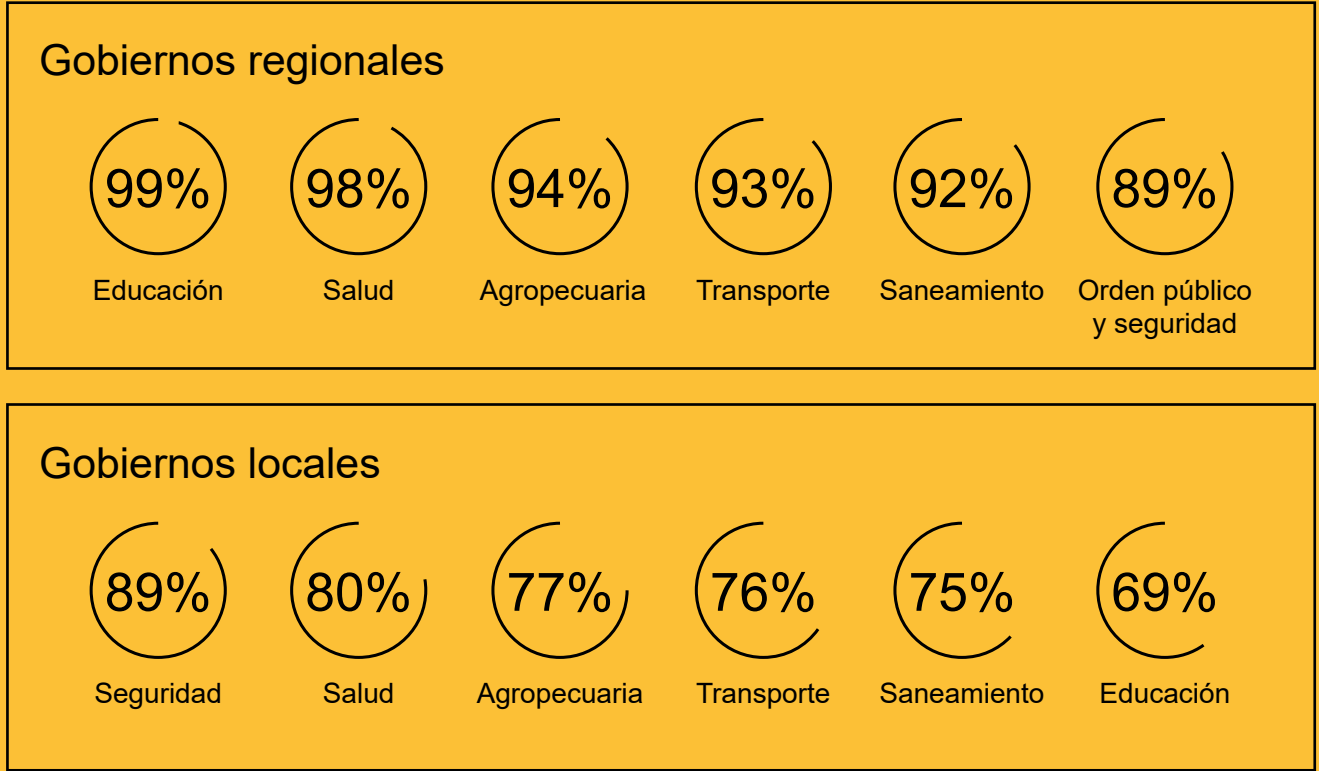 Gobiernos regionales
99%
98%
94%
93%
92%
89%
Educación
Salud
Agropecuaria
Transporte
Saneamiento
Orden público
y seguridad
Gobiernos locales
89%
80%
77%
76%
75%
69%
Seguridad
Salud
Agropecuaria
Transporte
Saneamiento
Educación